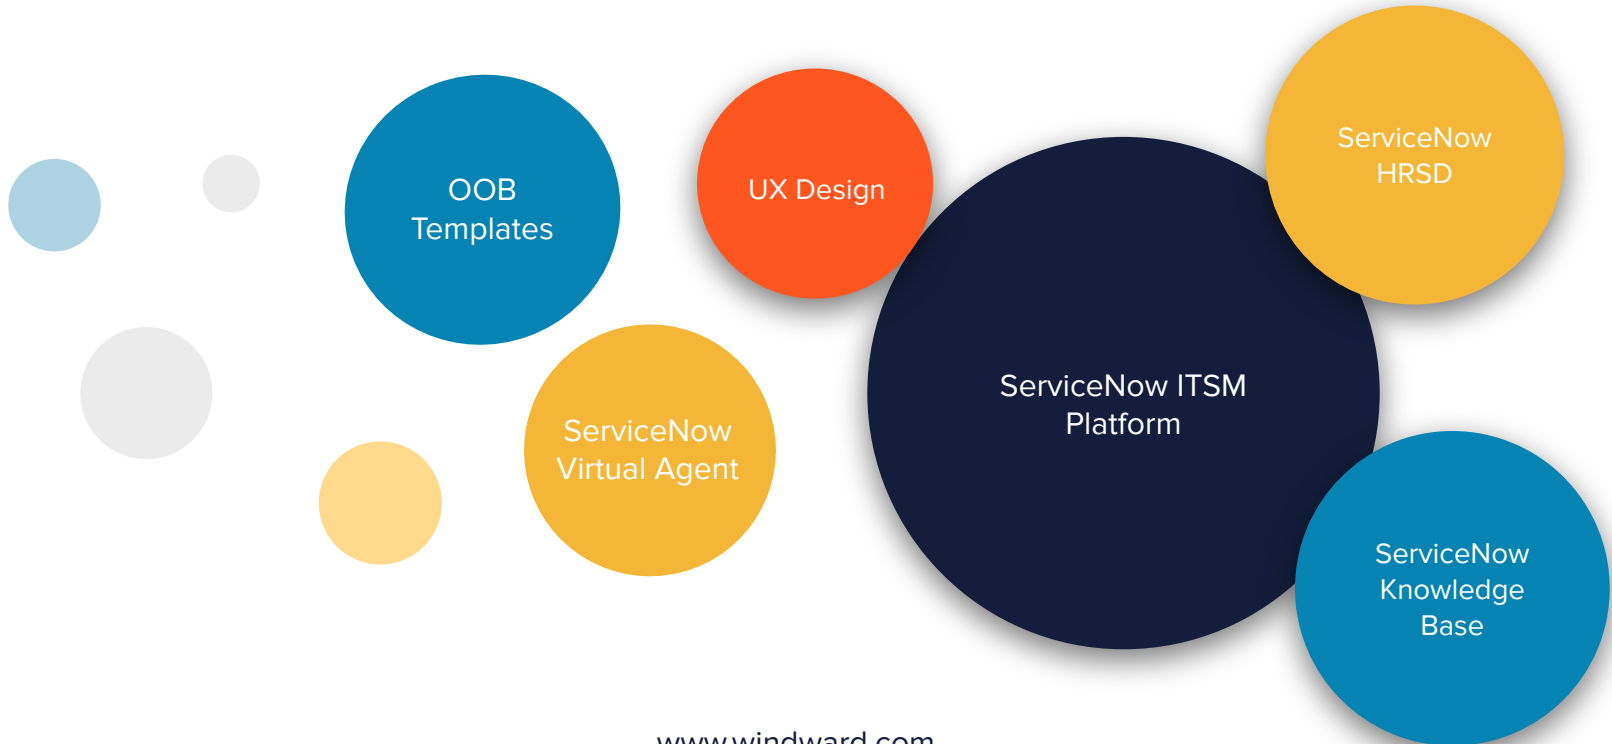 OOB
Templates
UX Design
ServiceNow
HRSD
ServiceNow
Virtual Agent
ServiceNow ITSM
Platform
ServiceNow
Knowledge
Base
www.windward.com